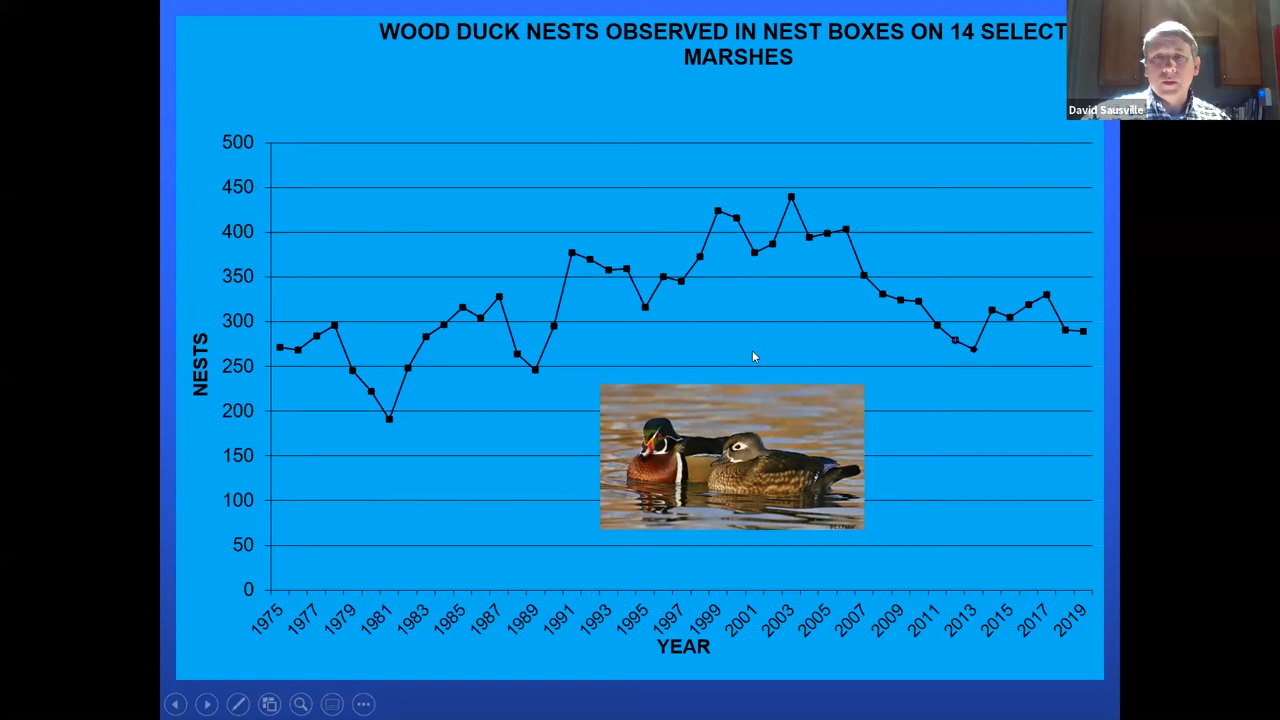 WOOD DUCK NESTS OBSERVED IN NEST BOXES ON 14 SELECT
MARSHES
David Sausville
500
450
400
350
300
250
200
150
100
50
0
NESTS
1975 1977 1979 1981 1983 1985 1987 1989 1991 1993 1995 1997 1999 2001 2003 2005 2007 2009 2011 2013 2015 2017 2019
YEAR